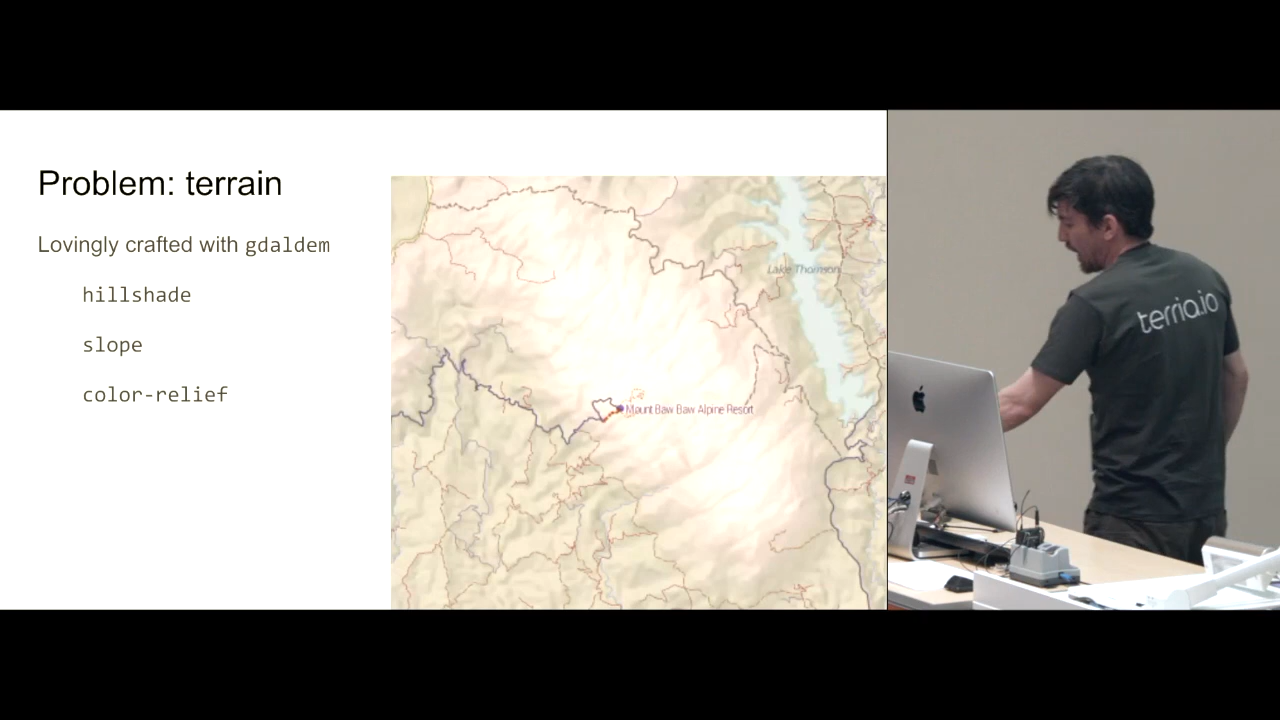 Problem: terrain
Lovingly crafted with gdaldem
hillshade
slope
color-relief
Lake Thomson
Mount Baw Baw Alpine Resort
terria.io